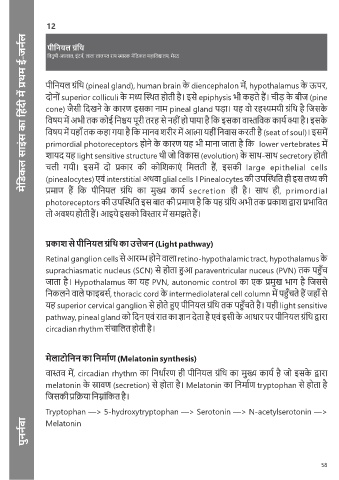 12
मेडिकल साइंस का हिंदी में प्रथम ई-जर्नल
पीनियल ग्रंथि
पीनियल ग्रंथि (pineal gland), human brain के diencephalon में, hypothalamus के ऊपर,
दोनों superior colliculi के मध्य स्थित होती है। इसे epiphysis भी कहते हैं। चीड़ के बीज (pine
cone) जैसी दिखने के कारण इसका नाम pineal gland पड़ा। यह वो रहस्यमयी ग्रंथि है जिसके
विषय में अभी तक कोई निश्चय पूरी तरह से नहीं हो पाया है कि इसका वास्तविक कार्य क्या है। इसके
विषय में यहाँ तक कहा गया है कि मानव शरीर में आत्मा यहीं निवास करती है (seat of soul)। इसमें
primordial photoreceptors होने के कारण यह भी माना जाता है कि lower vertebrates में
शायद यह light sensitive structure थी जो विकास (evolution) के साथ-साथ secretory होती
चली गयी। इसमें दो प्रकार की कोशिकाएं मिलती हैं, इसकी large epithelial cells
(pinealocytes) एवं interstitial अथवा glial cells । Pinealocytes की उपस्थिति ही इस तथ्य की
प्रमाण हैं कि पीनियल ग्रंथि का मुख्य कार्य secretion ही है। साथ ही, primordial
photoreceptors की उपस्थिति इस बात की प्रमाण है कि यह ग्रंथि अभी तक प्रकाश द्वारा प्रभावित
तो अवश्य होती हैं। आइये इसको विस्तार में समझते हैं।
प्रकाश से पीनियल ग्रंथि का उत्तेजन (Light pathway)
Retinal ganglion cells से आरम्भ होने वाला retino-hypothalamic tract, hypothalamus के
suprachiasmatic nucleus (SCN) से होता हुआ paraventricular nuceus (PVN) तक पहुँच
जाता है। Hypothalamus का यह PVN, autonomic control का एक प्रमुख भाग है जिससे
निकलने वाले फाइबर्स, thoracic cord के intermediolateral cell column में पहुँचते हैं जहाँ से
यह superior cervical ganglion से होते हुए पीनियल ग्रंथि तक पहुँचते है। यही light sensitive
pathway, pineal gland को दिन एवं रात का ज्ञान देता है एवं इसी के आधार पर पीनियल ग्रंथि द्वारा
circadian rhythm संचालित होती है।
मेलाटोनिन का निर्माण (Melatonin synthesis)
वास्तव में, circadian rhythm का निर्धारण ही पीनियल ग्रंथि का मुख्य कार्य है जो इसके द्वारा
melatonin के स्रावण (secretion) से होता है। Melatonin का निर्माण tryptophan से होता है
जिसकी प्रक्रिया निम्नांकित है।
Tryptophan —> 5-hydroxytryptophan —> Serotonin —> N-acetylserotonin —>
Melatonin
पुनर्नवा
58